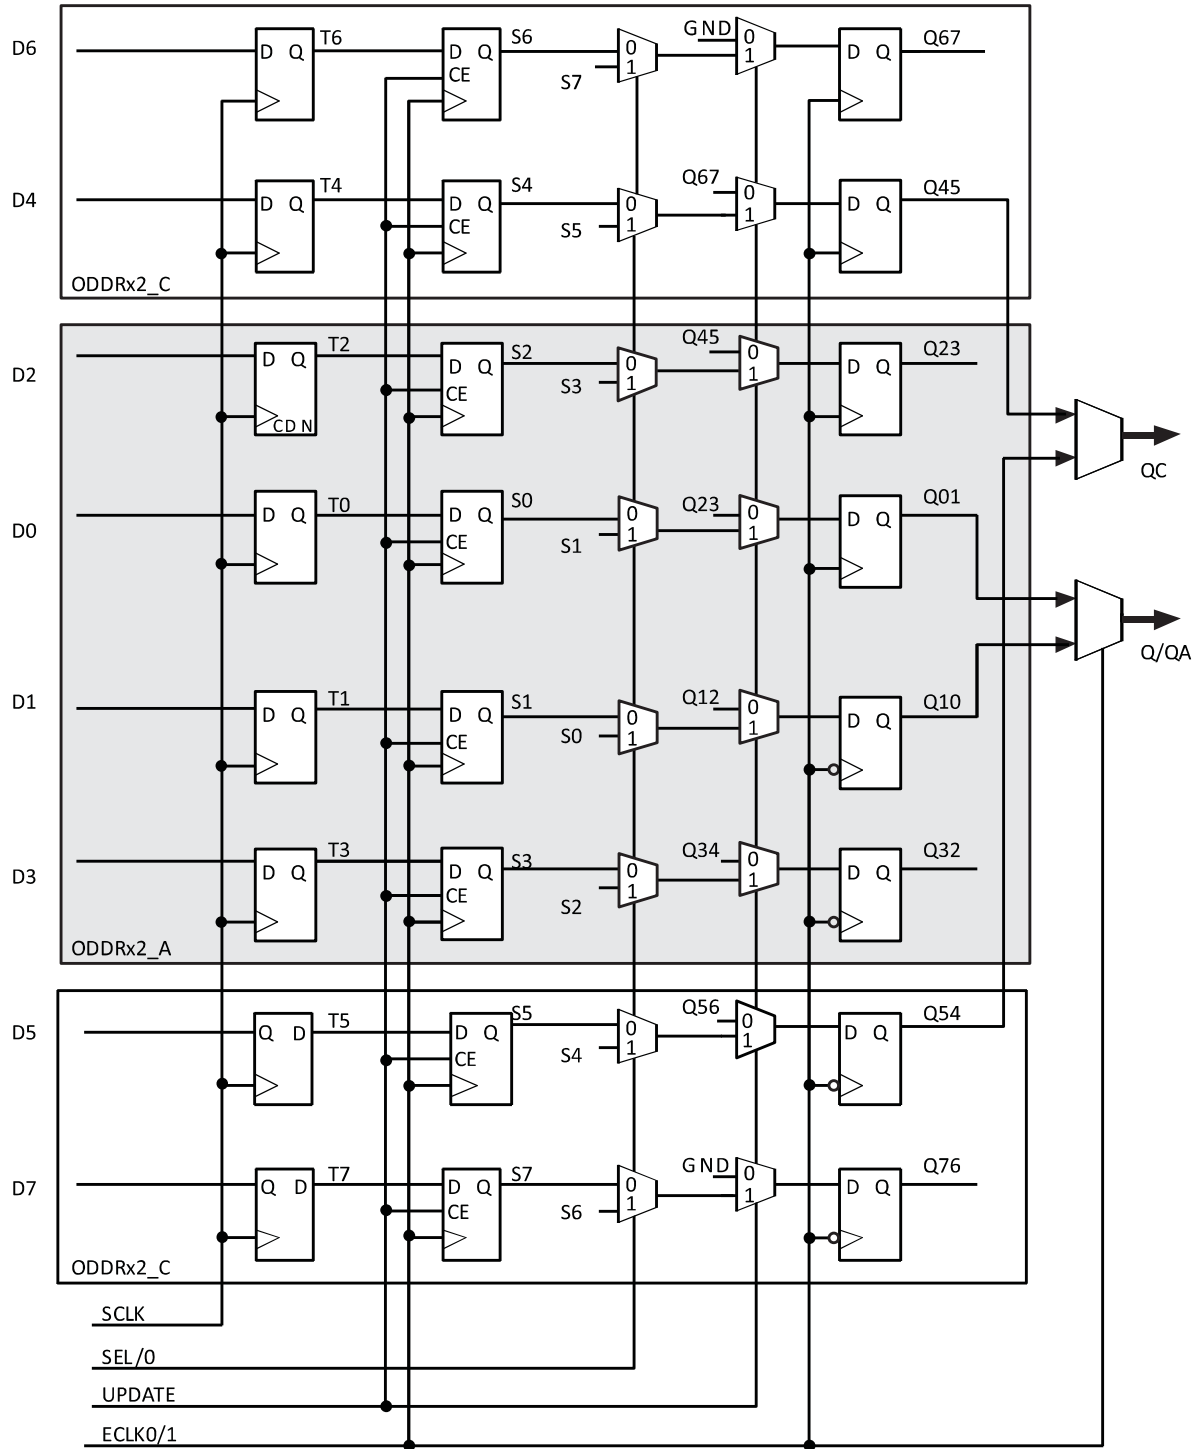 D6 D Q T6 D Q S6 0 GND 0 D Q Q67
CE 1 1
S7
D4 D Q T4 D Q S4 0 Q67 0 D Q Q45
CE S5 1 1
ODDRx2_C
D2 D Q T2 D Q S2 0 Q45 0 D Q Q23
CE S3 1 1
CDN
QC
D0 D Q T0 D Q S0 0 Q23 0 D Q Q01
CE S1 1 1
Q/QA
D1 D Q T1 D Q S1 0 Q12 0 D Q Q10
CE S0 1 1
D3 D Q T3 D Q S3 0 Q34 0 D Q Q32
CE S2 1 1
ODDRx2_A
D5 Q D T5 D Q S5 0 Q56 0 D Q Q54
CE S4 1 1
D7 Q D T7 D Q S7 0 GND 0 D Q Q76
CE S6 1 1
ODDRx2_C
SCLK
SEL/0
UPDATE
ECLK0/1